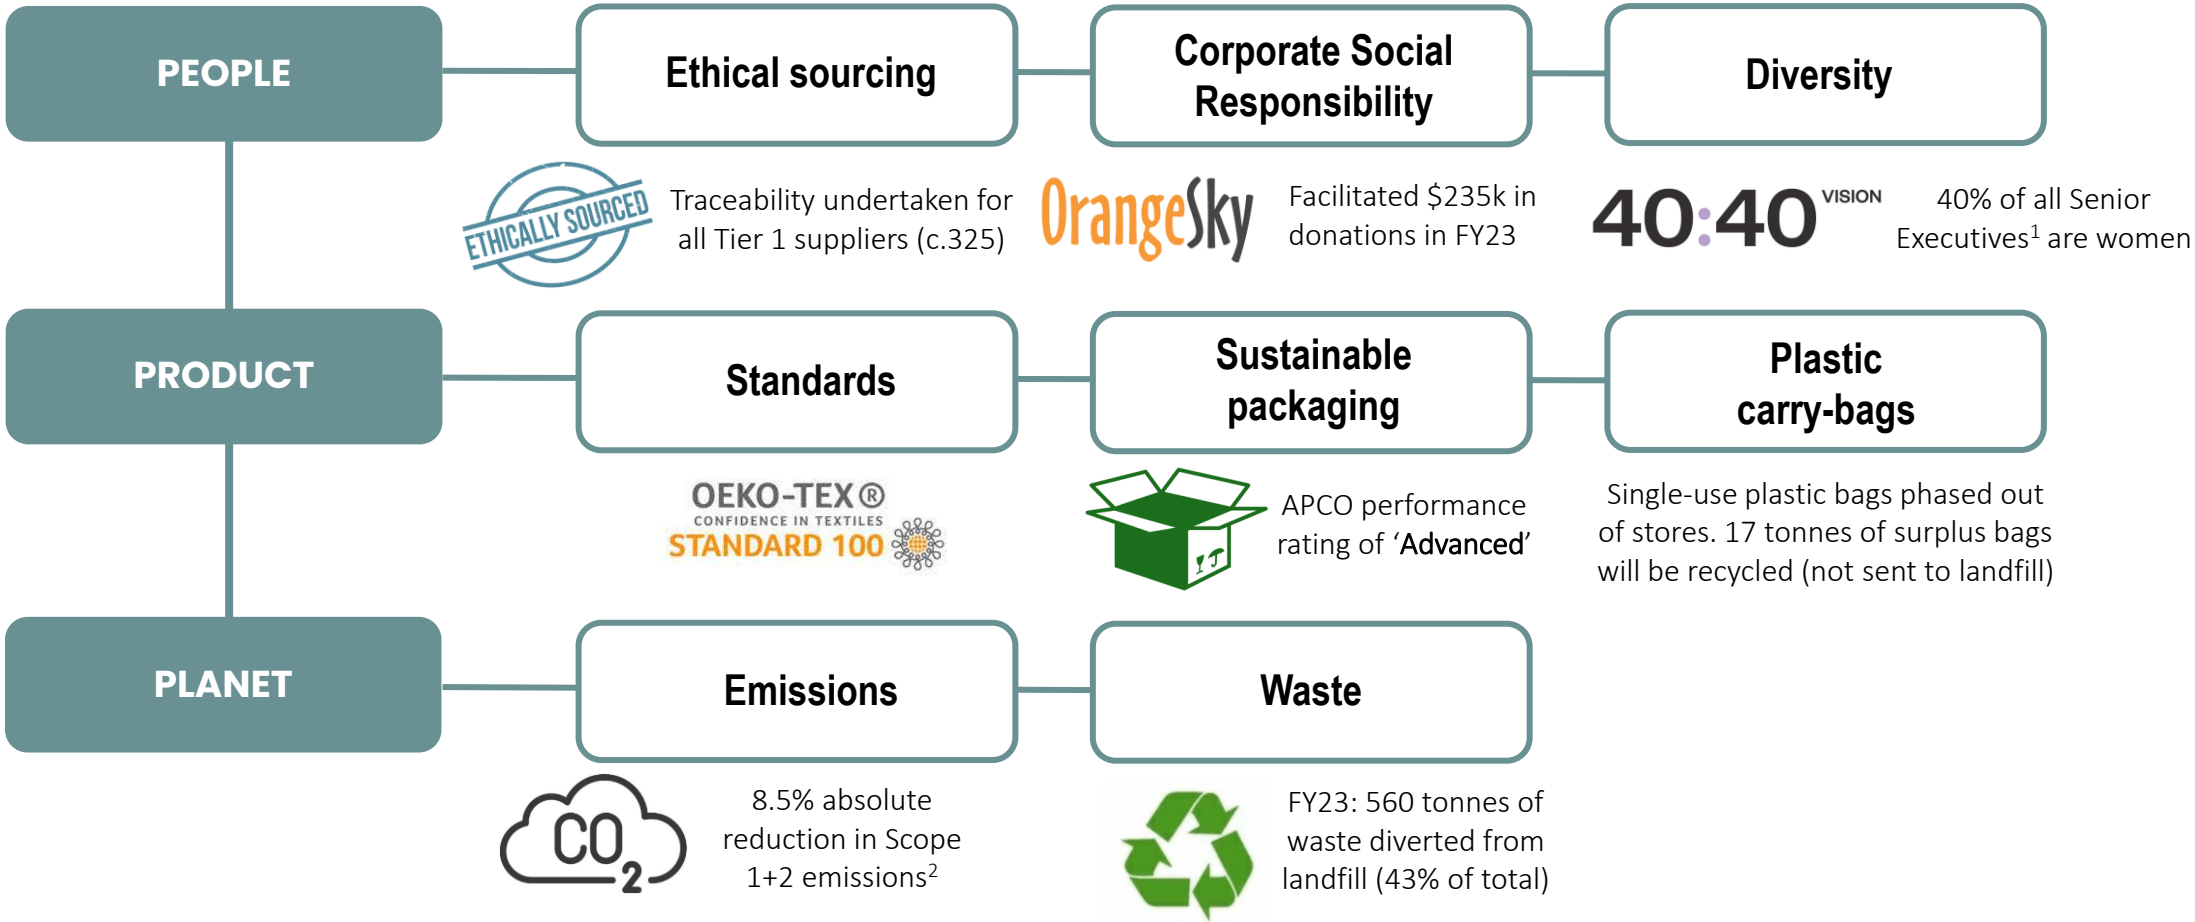 PEOPLE
Ethical sourcing
Corporate Social
Responsibility
Diversity
ETHICALLY SOURCED
Traceability undertaken for
all Tier 1 suppliers (c.325)
OrangeSky
Facilitated $235k in
donations in FY23
40:40 VISION
40% of all Senior
Executives¹ are women
PRODUCT
Standards
Sustainable
packaging
Plastic
carry-bags
OEKO-TEX®
CONFIDENCE IN TEXTILES
STANDARD 100
APCO performance
rating of ‘Advanced’
Single-use plastic bags phased out
of stores. 17 tonnes of surplus bags
will be recycled (not sent to landfill)
PLANET
Emissions
Waste
CO2
8.5% absolute
reduction in Scope
1+2 emissions²
FY23: 560 tonnes of
waste diverted from
landfill (43% of total)